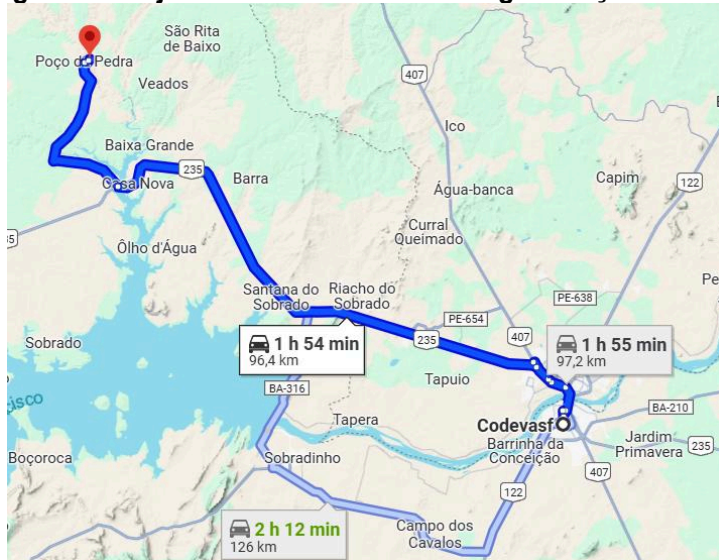 São Rita
de Baixo
Poço da Pedra
Veados
407
Ico
Baixa Grande
235
Casa Nova
Barra
Capim
122
Água-banca
Curral
Queimado
Ôlho d'Água
Santana do
Sobrado
Riacho do
Sobrado
PE-638
PE-654
407
1 h 54 min
96,4 km
235
1 h 55 min
97,2 km
Sobrado
BA-316
Tapuio
Tapera
Codevasf
Barrinha da
Conceição
BA-210
Jardim
Primavera
235
Boçoroca
Sobradinho
122
407
2 h 12 min
126 km
Campo dos
Cavalos